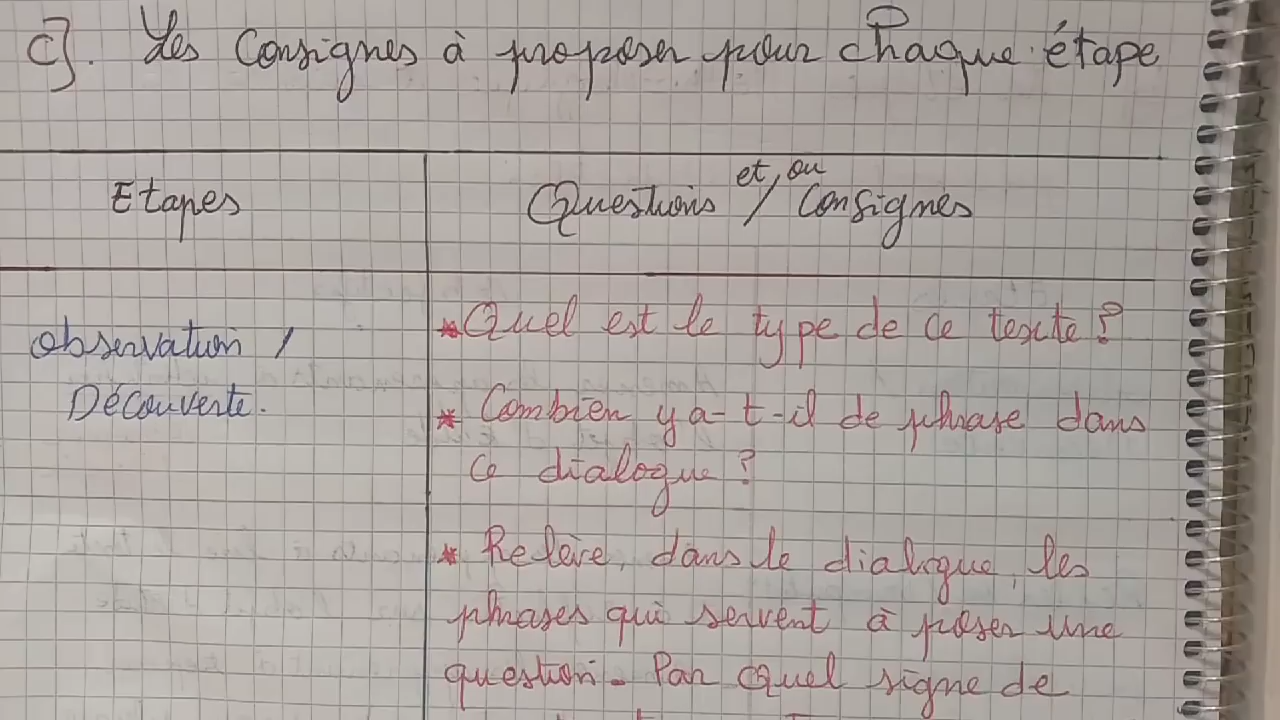 C]. Les Consignes à proposer pour chaque étape
Etapes
Questions et, ou / Consignes
Observation /
Découverte.
* Quel est le type de ce texte ?
* Combien y a-t-il de phrase dans
ce dialogue ?
* Relève, dans le dialogue, les
phrases qui servent à poser une
question. Par quel signe de